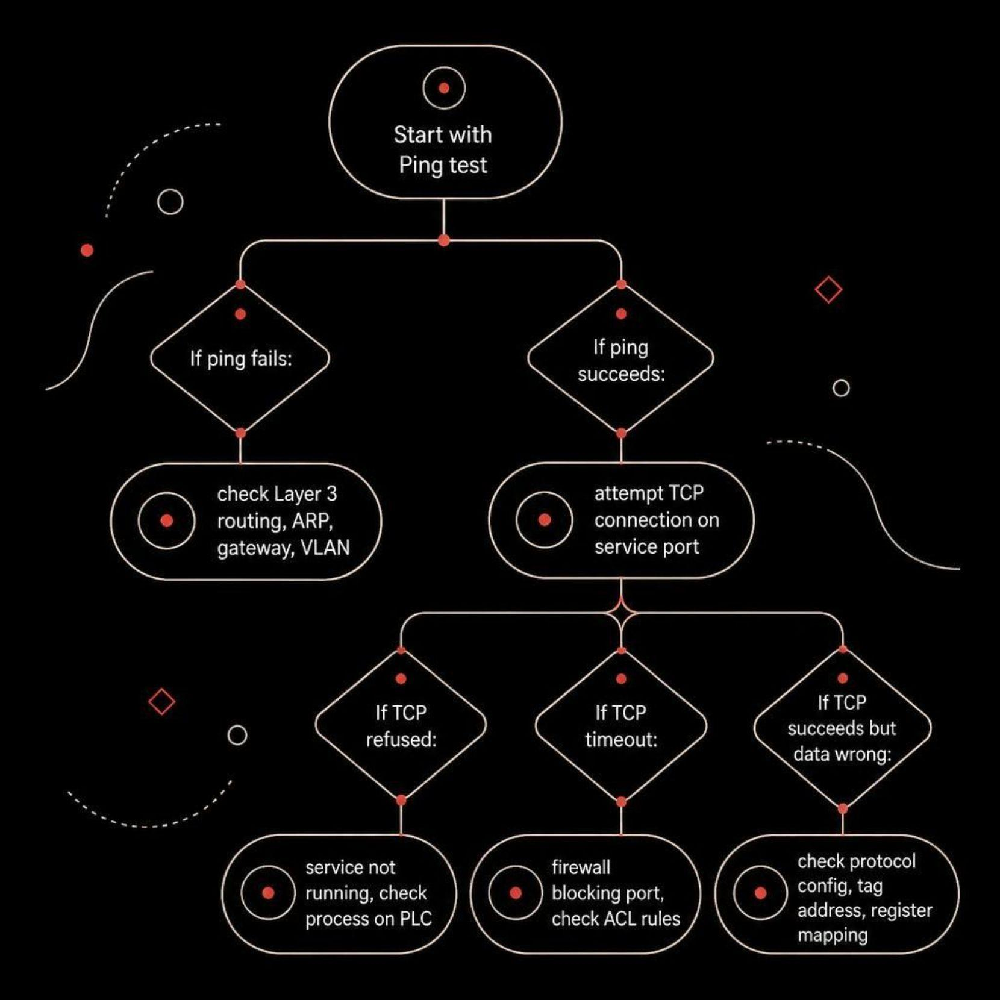 Start with
Ping test
If ping fails:
If ping
succeeds:
check Layer 3
routing, ARP,
gateway, VLAN
attempt TCP
connection on
service port
If TCP
refused:
If TCP
timeout:
If TCP
succeeds but
data wrong:
service not
running, check
process on PLC
firewall
blocking port,
check ACL rules
check protocol
config, tag
address, register
mapping